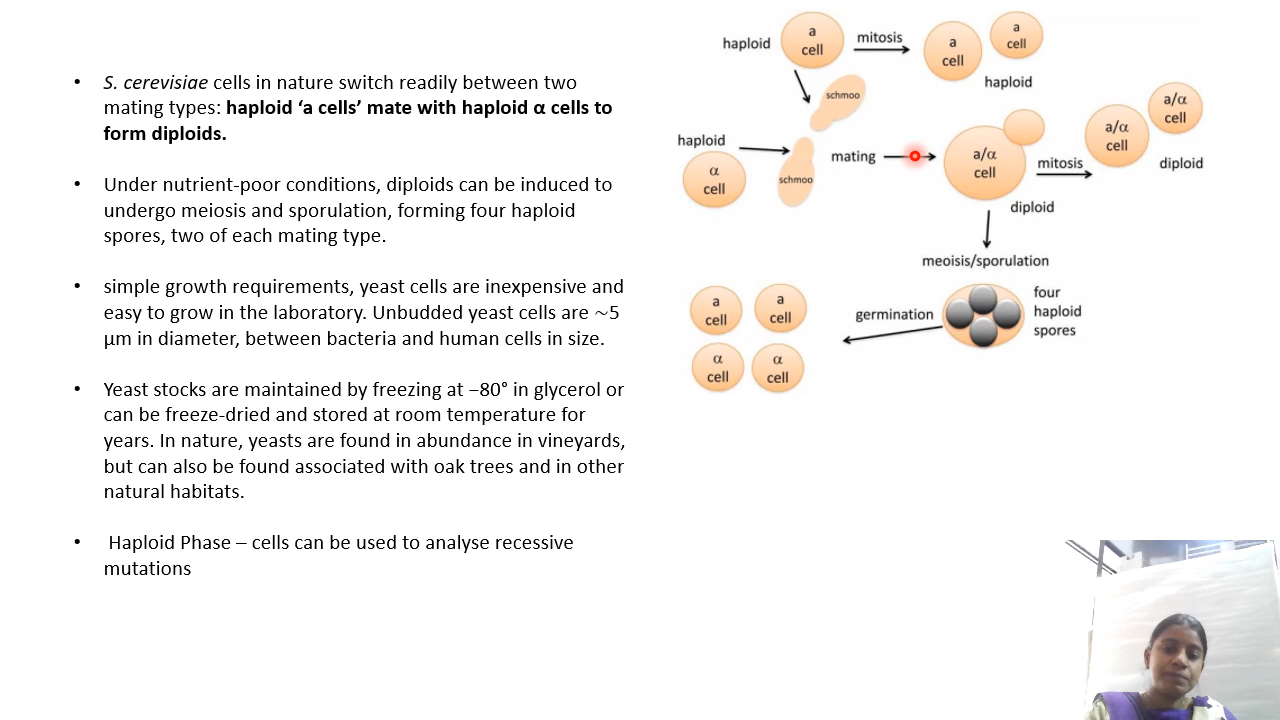 • S. cerevisiae cells in nature switch readily between two
mating types: haploid ‘a cells’ mate with haploid α cells to
form diploids.
• Under nutrient-poor conditions, diploids can be induced to
undergo meiosis and sporulation, forming four haploid
spores, two of each mating type.
• simple growth requirements, yeast cells are inexpensive and
easy to grow in the laboratory. Unbudded yeast cells are ~5
μm in diameter, between bacteria and human cells in size.
• Yeast stocks are maintained by freezing at −80° in glycerol or
can be freeze-dried and stored at room temperature for
years. In nature, yeasts are found in abundance in vineyards,
but can also be found associated with oak trees and in other
natural habitats.
• Haploid Phase – cells can be used to analyse recessive
mutations
haploid
a
cell
mitosis
a
cell
a
cell
haploid
schmoo
haploid
α
cell
schmoo
mating
a/α
cell
diploid
mitosis
a/α
cell
a/α
cell
diploid
meoisis/sporulation
four
haploid
spores
germination
a
cell
a
cell
α
cell
α
cell